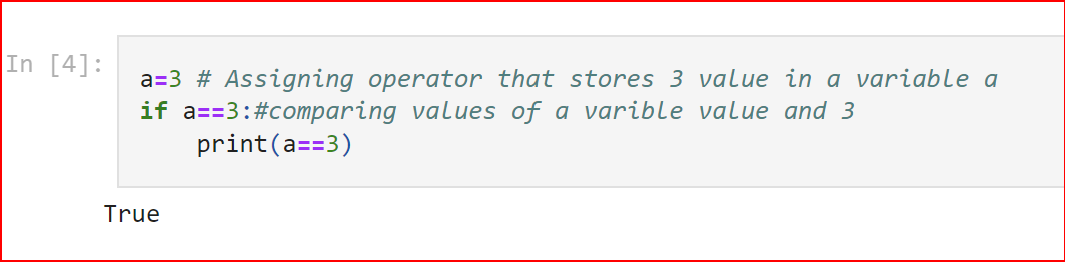 In [4]:
a=3 # Assigning operator that stores 3 value in a variable a
if a==3:#comparing values of a varible value and 3
    print(a==3)
True